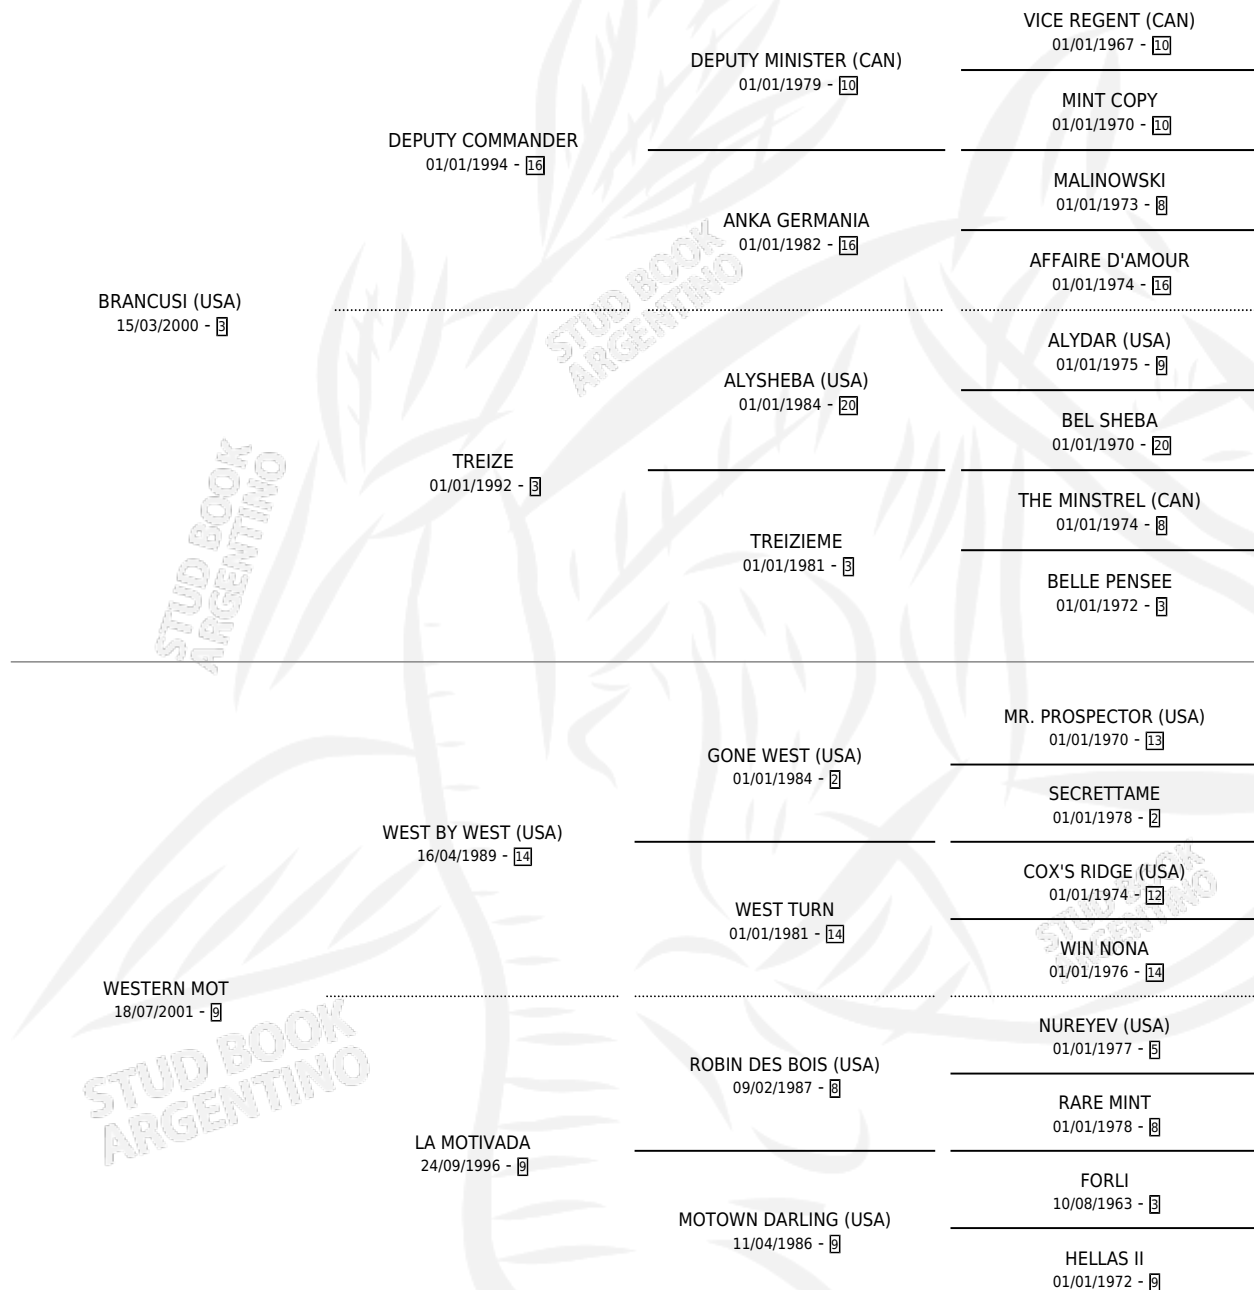 VICE REGENT (CAN)
01/01/1967 - 10
DEPUTY MINISTER (CAN)
01/01/1979 - 10
MINT COPY
01/01/1970 - 10
DEPUTY COMMANDER
01/01/1994 - 16
MALINOWSKI
01/01/1973 - 8
ANKA GERMANIA
01/01/1982 - 16
AFFAIRE D'AMOUR
01/01/1974 - 16
BRANCUSI (USA)
15/03/2000 - 3
STUD BOOK
ARGENTINO
ALYDAR (USA)
01/01/1975 - 9
ALYSHEBA (USA)
01/01/1984 - 20
BEL SHEBA
01/01/1970 - 20
TREIZE
01/01/1992 - 3
THE MINSTREL (CAN)
01/01/1974 - 8
TREIZIEME
01/01/1981 - 3
BELLE PENSEE
01/01/1972 - 3
STUD BOOK
ARGENTINO
MR. PROSPECTOR (USA)
01/01/1970 - 13
GONE WEST (USA)
01/01/1984 - 2
SECRETTAME
01/01/1978 - 2
WEST BY WEST (USA)
16/04/1989 - 14
COX'S RIDGE (USA)
01/01/1974 - 12
WEST TURN
01/01/1981 - 14
WIN NONA
01/01/1976 - 14
STUD BOOK
ARGENTINO
WESTERN MOT
18/07/2001 - 9
NUREYEV (USA)
01/01/1977 - 5
ROBIN DES BOIS (USA)
09/02/1987 - 8
RARE MINT
01/01/1978 - 8
STUD BOOK
ARGENTINO
LA MOTIVADA
24/09/1996 - 9
FORLI
10/08/1963 - 3
MOTOWN DARLING (USA)
11/04/1986 - 9
HELLAS II
01/01/1972 - 9